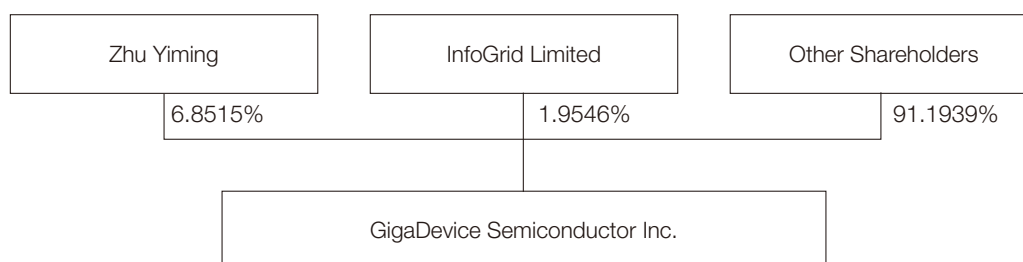 Zhu Yiming
InfoGrid Limited
Other Shareholders
6.8515%
1.9546%
91.1939%
GigaDevice Semiconductor Inc.